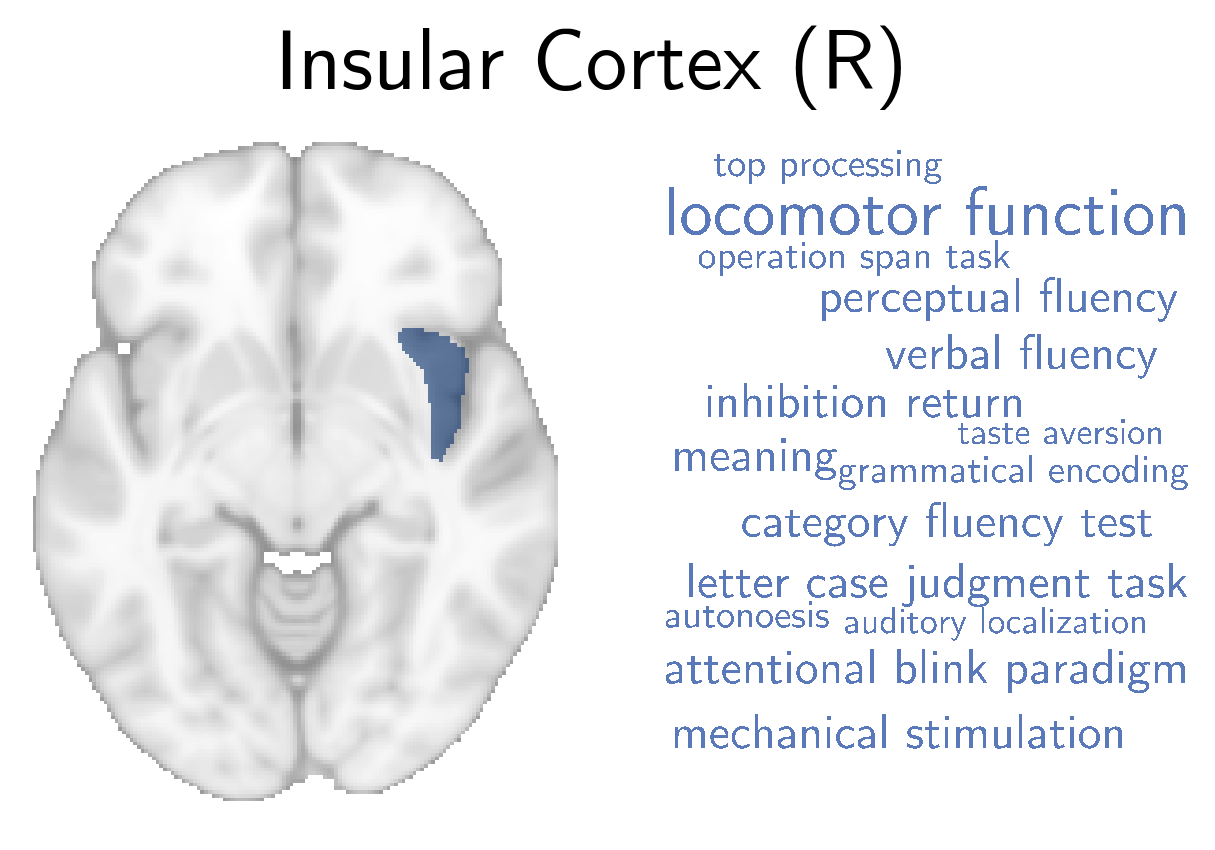 Insular Cortex (R)
top processing
locomotor function
operation span task
perceptual fluency
verbal fluency
inhibition return
taste aversion
meaning
grammatical encoding
category fluency test
letter case judgment task
autonoesis
auditory localization
attentional blink paradigm
mechanical stimulation